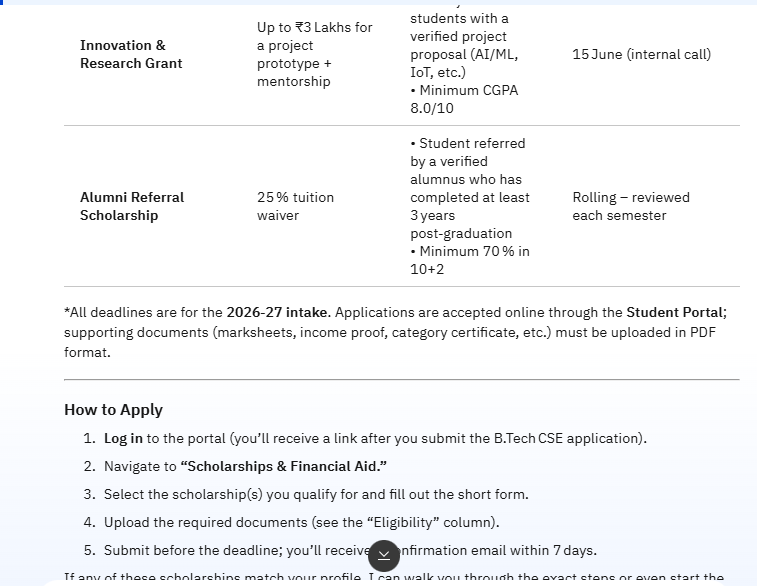 students with a
verified project
proposal (AI/ML,
IoT, etc.)
• Minimum CGPA
8.0/10
Innovation &
Research Grant
Up to ₹3 Lakhs for
a project
prototype +
mentorship
15 June (internal call)
Alumni Referral
Scholarship
25 % tuition
waiver
• Student referred
by a verified
alumnus who has
completed at least
3 years
post‑graduation
• Minimum 70 % in
10+2
Rolling – reviewed
each semester
*All deadlines are for the 2026-27 intake. Applications are accepted online through the Student Portal;
supporting documents (marksheets, income proof, category certificate, etc.) must be uploaded in PDF
format.
How to Apply
1. Log in to the portal (you’ll receive a link after you submit the B.Tech CSE application).
2. Navigate to “Scholarships & Financial Aid.”
3. Select the scholarship(s) you qualify for and fill out the short form.
4. Upload the required documents (see the “Eligibility” column).
5. Submit before the deadline; you’ll receive nfirmation email within 7 days.
If any of these scholarships match your profile, I can walk you through the exact steps or even start the